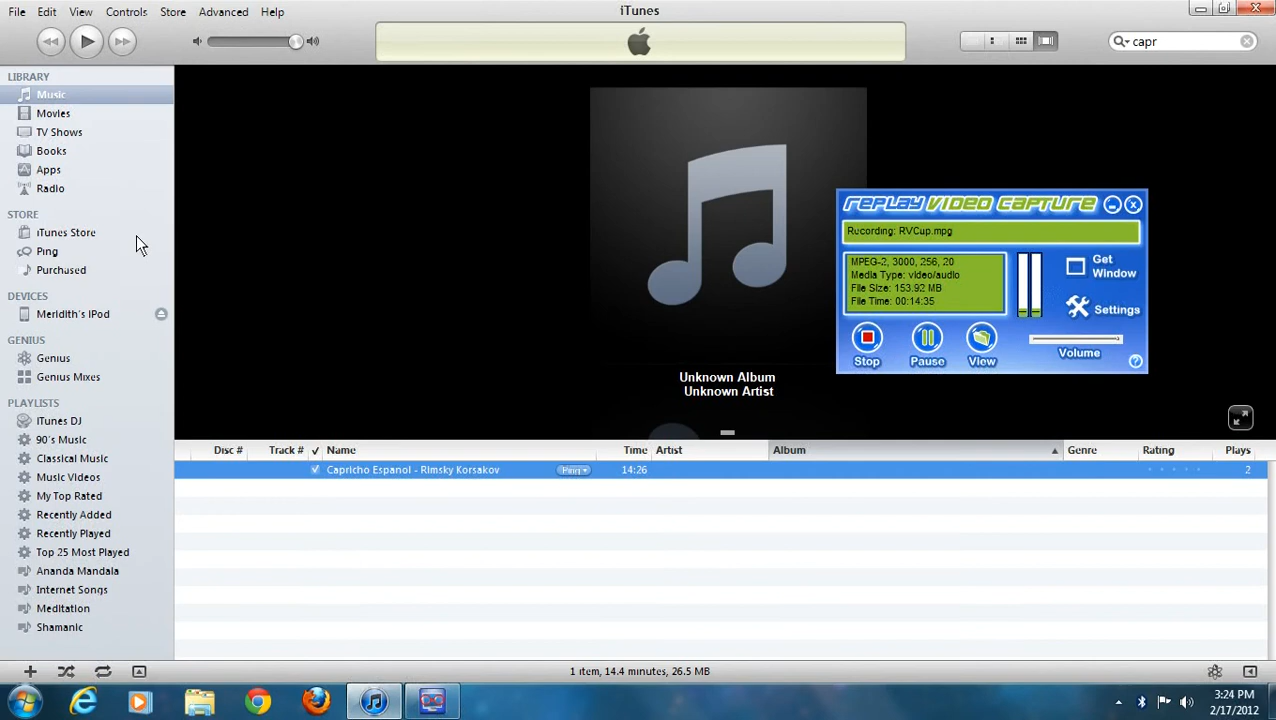 File Edit View Controls Store Advanced Help
iTunes
capr
LIBRARY
Music
Movies
TV Shows
Books
Apps
Radio
STORE
iTunes Store
Ping
Purchased
DEVICES
Meridith's iPod
GENIUS
Genius
Genius Mixes
PLAYLISTS
iTunes DJ
90's Music
Classical Music
Music Videos
My Top Rated
Recently Added
Recently Played
Top 25 Most Played
Ananda Mandala
Internet Songs
Meditation
Shamanic
Unknown Album
Unknown Artist
REPLAY VIDEO CAPTURE
Recording: RVCup.mpg
MPEG-2, 3000, 256, 20
Media Type: video/audio
File Size: 153.92 MB
File Time: 00:14:35
Get Window
Settings
Stop Pause View Volume
Disc # Track # Name Time Artist Album Genre Rating Plays
Capricho Espanol - Rimsky Korsakov Ping 14:26 2
1 item, 14.4 minutes, 26.5 MB
3:24 PM
2/17/2012